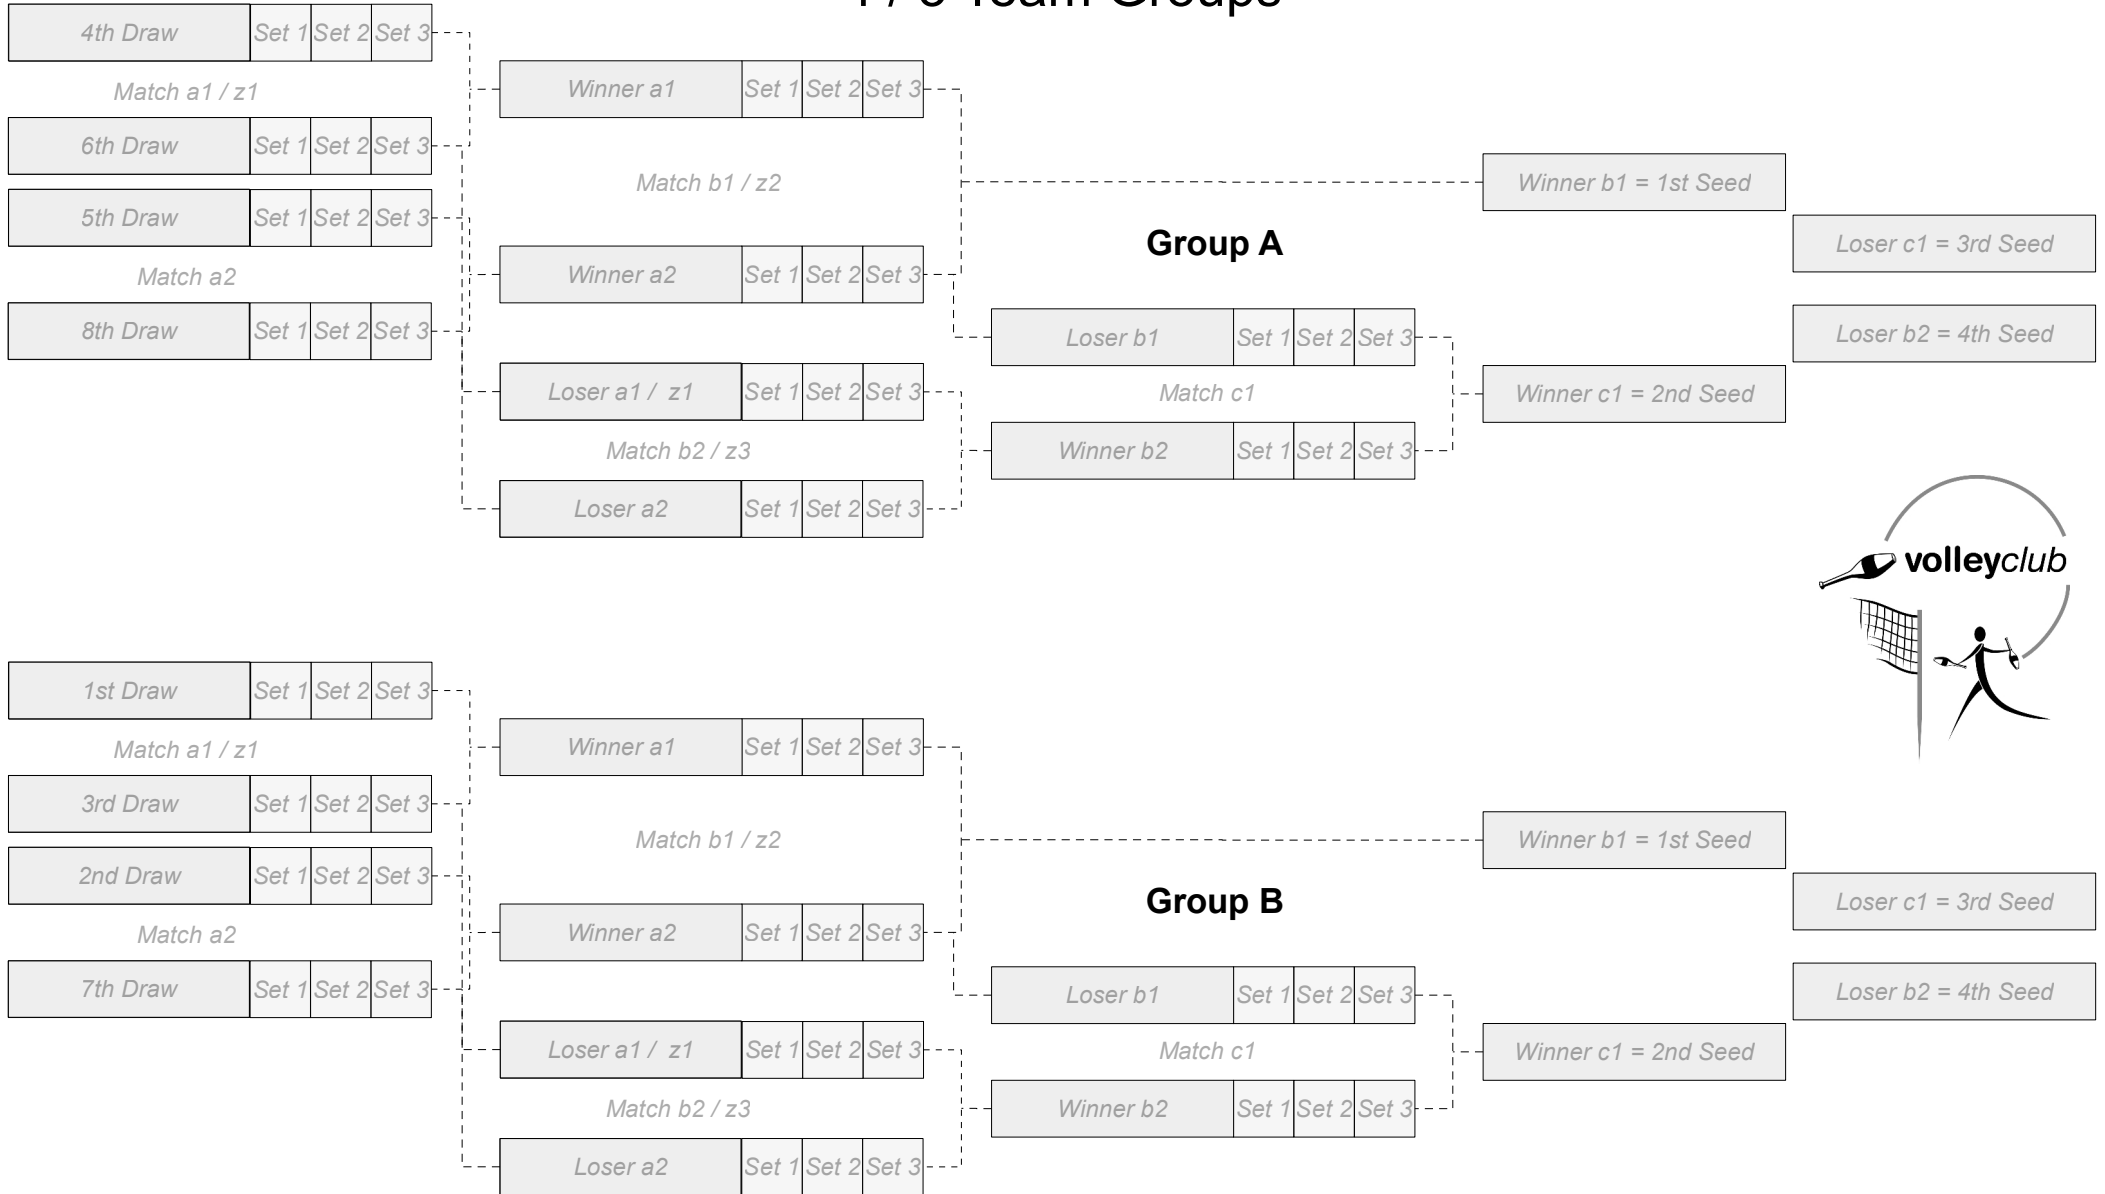 Team Groups
4th Draw Set 1 Set 2 Set 3
Match a1 / z1
6th Draw Set 1 Set 2 Set 3
5th Draw Set 1 Set 2 Set 3
Match a2
8th Draw Set 1 Set 2 Set 3
Winner a1 Set 1 Set 2 Set 3
Match b1 / z2
Winner a2 Set 1 Set 2 Set 3
Loser a1 / z1 Set 1 Set 2 Set 3
Match b2 / z3
Loser a2 Set 1 Set 2 Set 3
Group A
Loser b1 Set 1 Set 2 Set 3
Match c1
Winner b2 Set 1 Set 2 Set 3
Winner b1 = 1st Seed
Loser c1 = 3rd Seed
Loser b2 = 4th Seed
Winner c1 = 2nd Seed
volleyclub
1st Draw Set 1 Set 2 Set 3
Match a1 / z1
3rd Draw Set 1 Set 2 Set 3
2nd Draw Set 1 Set 2 Set 3
Match a2
7th Draw Set 1 Set 2 Set 3
Winner a1 Set 1 Set 2 Set 3
Match b1 / z2
Winner a2 Set 1 Set 2 Set 3
Loser a1 / z1 Set 1 Set 2 Set 3
Match b2 / z3
Loser a2 Set 1 Set 2 Set 3
Group B
Loser b1 Set 1 Set 2 Set 3
Match c1
Winner b2 Set 1 Set 2 Set 3
Winner b1 = 1st Seed
Loser c1 = 3rd Seed
Loser b2 = 4th Seed
Winner c1 = 2nd Seed